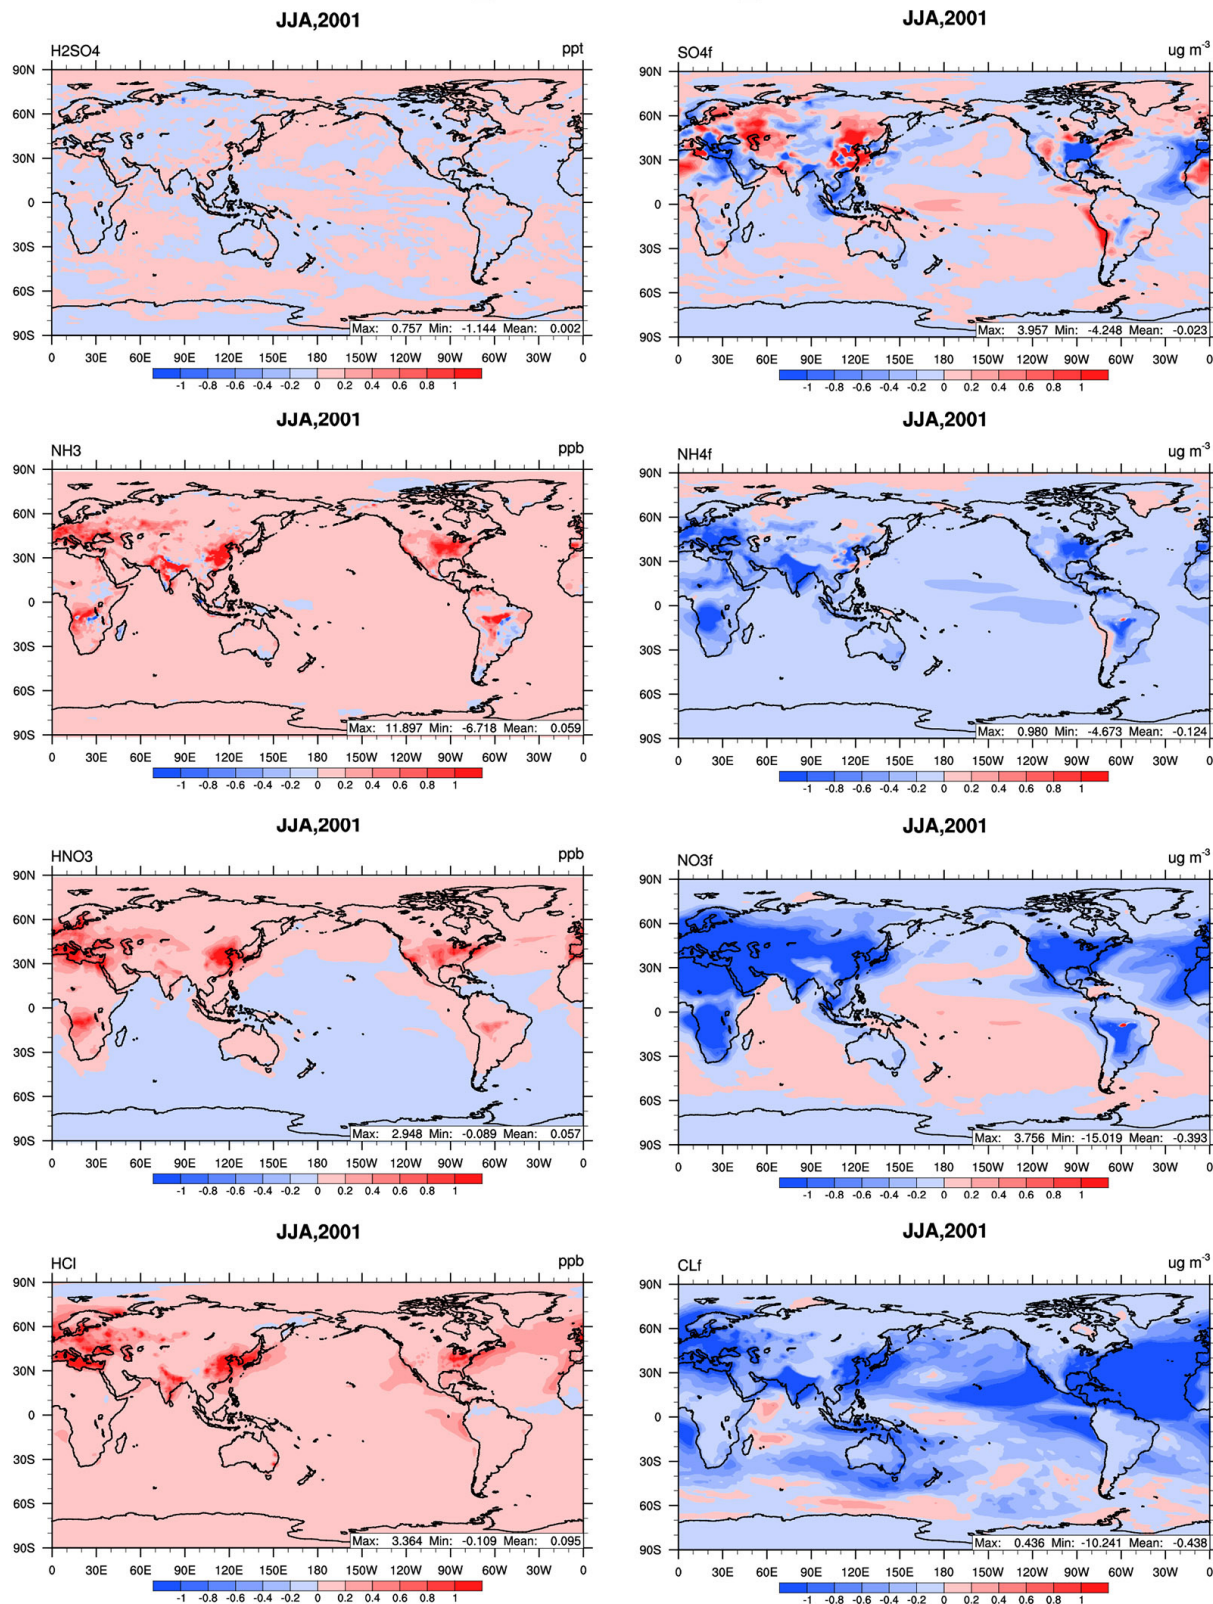 JJA,2001
H2SO4 ppt
90N
60N
30N
0
30S
60S
90S
Max: 0.757 Min: -1.144 Mean: 0.002
0 30E 60E 90E 120E 150E 180 150W 120W 90W 60W 30W 0
-1 -0.8 -0.6 -0.4 -0.2 0 0.2 0.4 0.6 0.8 1
JJA,2001
SO4f ug m-3
90N
60N
30N
0
30S
60S
90S
Max: 3.957 Min: -4.248 Mean: -0.023
0 30E 60E 90E 120E 150E 180 150W 120W 90W 60W 30W 0
-1 -0.8 -0.6 -0.4 -0.2 0 0.2 0.4 0.6 0.8 1
JJA,2001
NH3 ppb
90N
60N
30N
0
30S
60S
90S
Max: 11.897 Min: -6.718 Mean: 0.059
0 30E 60E 90E 120E 150E 180 150W 120W 90W 60W 30W 0
-1 -0.8 -0.6 -0.4 -0.2 0 0.2 0.4 0.6 0.8 1
JJA,2001
NH4f ug m-3
90N
60N
30N
0
30S
60S
90S
Max: 0.980 Min: -4.673 Mean: -0.124
0 30E 60E 90E 120E 150E 180 150W 120W 90W 60W 30W 0
-1 -0.8 -0.6 -0.4 -0.2 0 0.2 0.4 0.6 0.8 1
JJA,2001
HNO3 ppb
90N
60N
30N
0
30S
60S
90S
Max: 2.948 Min: -0.089 Mean: 0.057
0 30E 60E 90E 120E 150E 180 150W 120W 90W 60W 30W 0
-1 -0.8 -0.6 -0.4 -0.2 0 0.2 0.4 0.6 0.8 1
JJA,2001
NO3f ug m-3
90N
60N
30N
0
30S
60S
90S
Max: 3.756 Min: -15.019 Mean: -0.393
0 30E 60E 90E 120E 150E 180 150W 120W 90W 60W 30W 0
-1 -0.8 -0.6 -0.4 -0.2 0 0.2 0.4 0.6 0.8 1
JJA,2001
HCl ppb
90N
60N
30N
0
30S
60S
90S
Max: 3.364 Min: -0.109 Mean: 0.095
0 30E 60E 90E 120E 150E 180 150W 120W 90W 60W 30W 0
-1 -0.8 -0.6 -0.4 -0.2 0 0.2 0.4 0.6 0.8 1
JJA,2001
CLf ug m-3
90N
60N
30N
0
30S
60S
90S
Max: 0.436 Min: -10.241 Mean: -0.438
0 30E 60E 90E 120E 150E 180 150W 120W 90W 60W 30W 0
-1 -0.8 -0.6 -0.4 -0.2 0 0.2 0.4 0.6 0.8 1